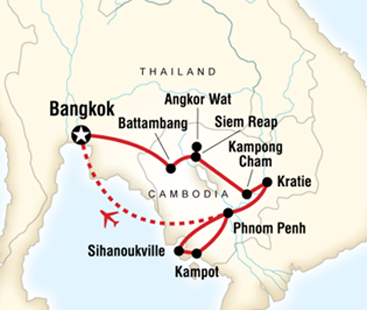 THAILAND
Angkor Wat
Bangkok
Battambang
Siem Reap
Kampong
Cham
Kratie
CAMBODIA
Phnom Penh
Sihanoukville
Kampot